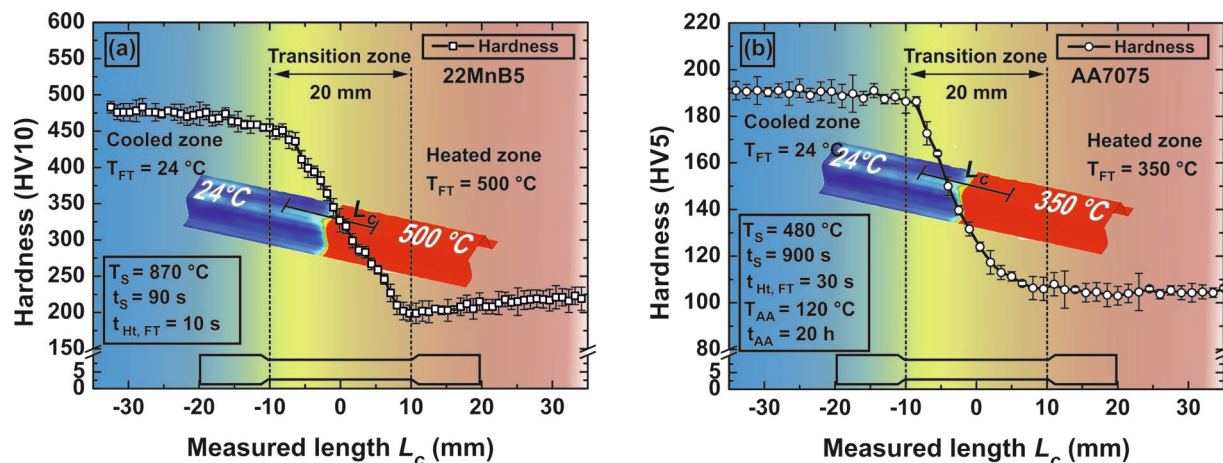 (a)
Hardness
22MnB5
Transition zone
20 mm
Cooled zone
T_FT = 24 °C
Heated zone
T_FT = 500 °C
24°C
L_c
500 °C
T_S = 870 °C
t_S = 90 s
t_Ht, FT = 10 s
Hardness (HV10)
600
550
500
450
400
350
300
250
200
150
5
0
-30
-20
-10
0
10
20
30
Measured length L_c (mm)
(b)
Hardness
AA7075
Transition zone
20 mm
Cooled zone
T_FT = 24 °C
Heated zone
T_FT = 350 °C
24°C
L_c
350 °C
T_S = 480 °C
t_S = 900 s
t_Ht, FT = 30 s
T_AA = 120 °C
t_AA = 20 h
Hardness (HV5)
220
200
180
160
140
120
100
80
5
0
-30
-20
-10
0
10
20
30
Measured length L_c (mm)